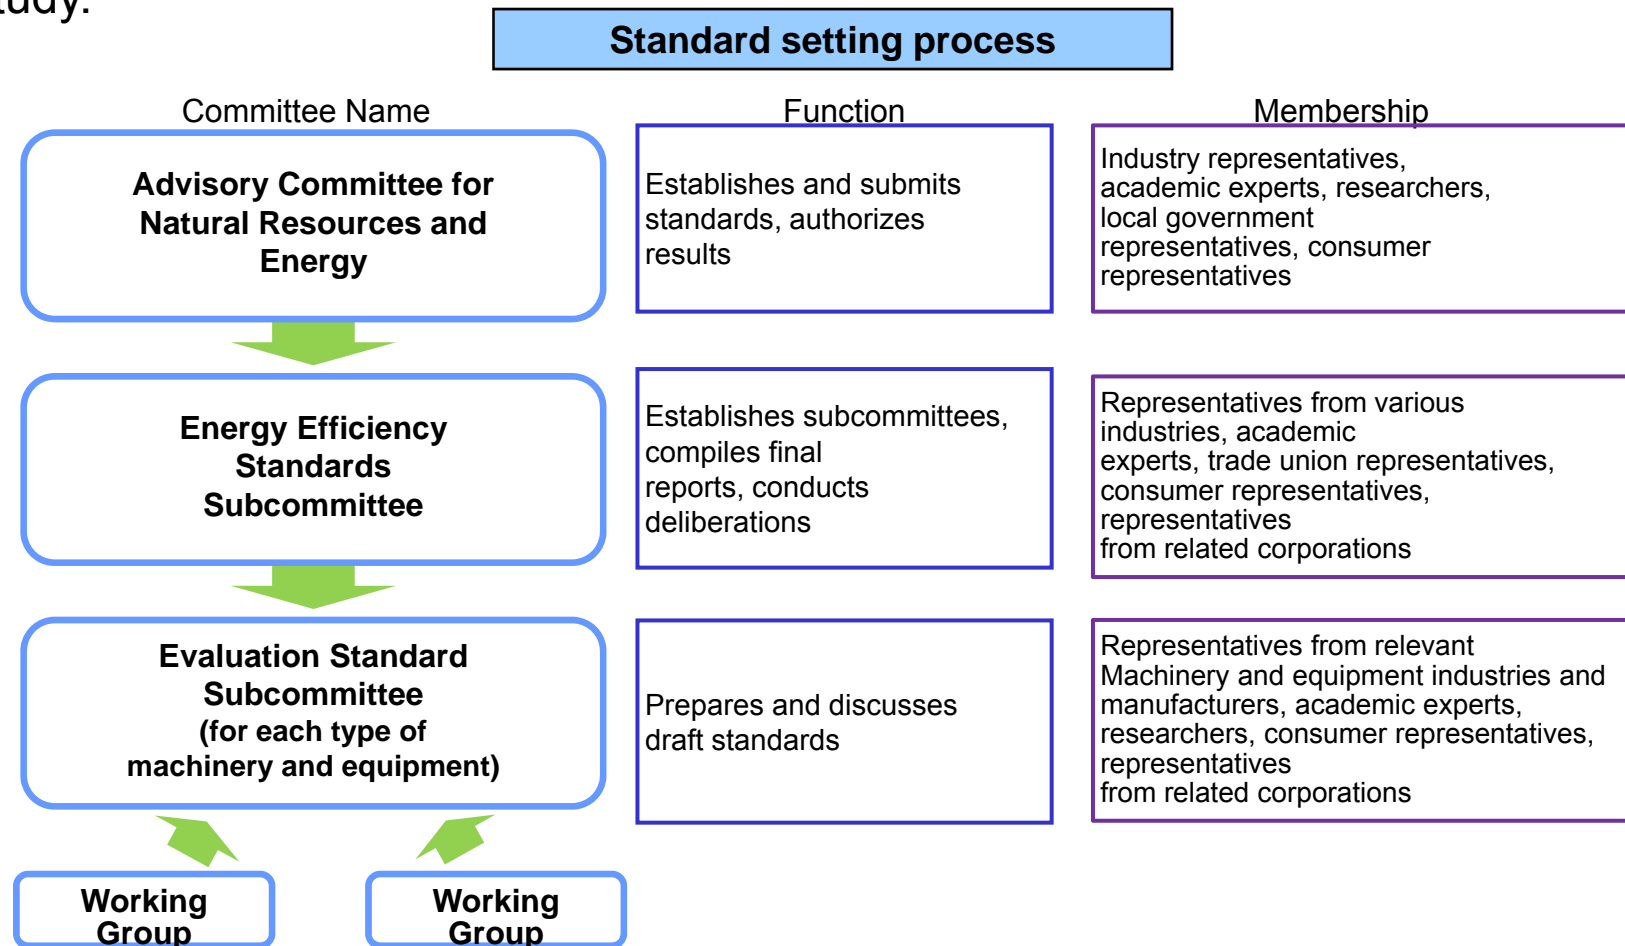 tudy.
Standard setting process
Committee Name
Function
Membership
Advisory Committee for
Natural Resources and
Energy
Establishes and submits
standards, authorizes
results
Industry representatives,
academic experts, researchers,
local government
representatives, consumer
representatives
Energy Efficiency
Standards
Subcommittee
Establishes subcommittees,
compiles final
reports, conducts
deliberations
Representatives from various
industries, academic
experts, trade union representatives,
consumer representatives,
representatives
from related corporations
Evaluation Standard
Subcommittee
(for each type of
machinery and equipment)
Prepares and discusses
draft standards
Representatives from relevant
Machinery and equipment industries and
manufacturers, academic experts,
researchers, consumer representatives,
representatives
from related corporations
Working
Group
Working
Group